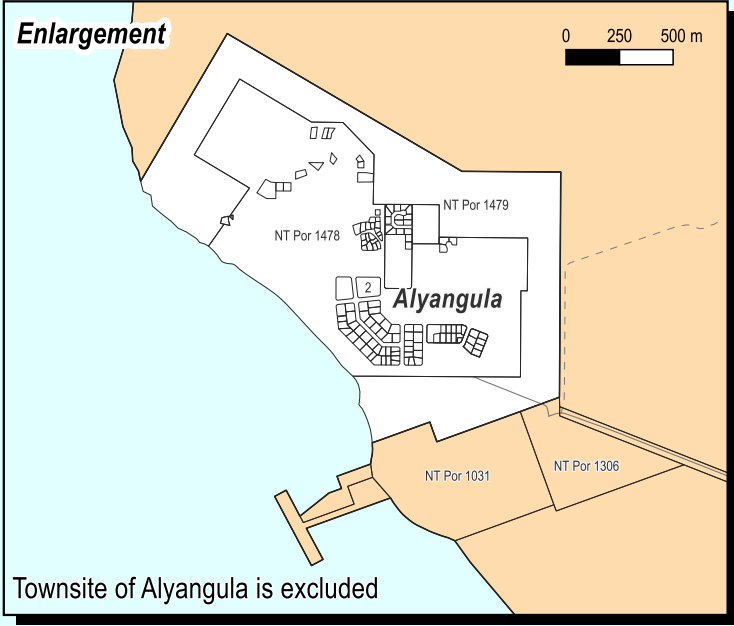 Enlargement
0 250 500 m
NT Por 1479
NT Por 1478
2
Alyangula
NT Por 1306
NT Por 1031
Townsite of Alyangula is excluded